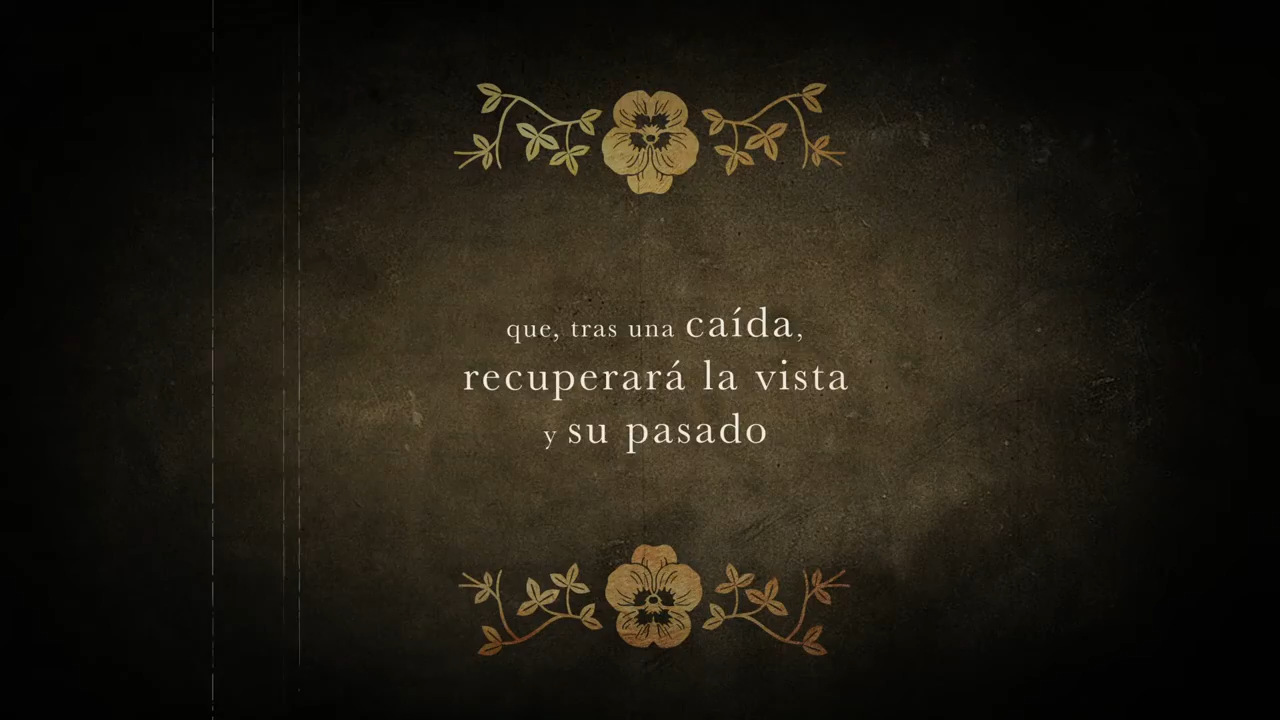 que, tras una caída,
recuperará la vista
y su pasado